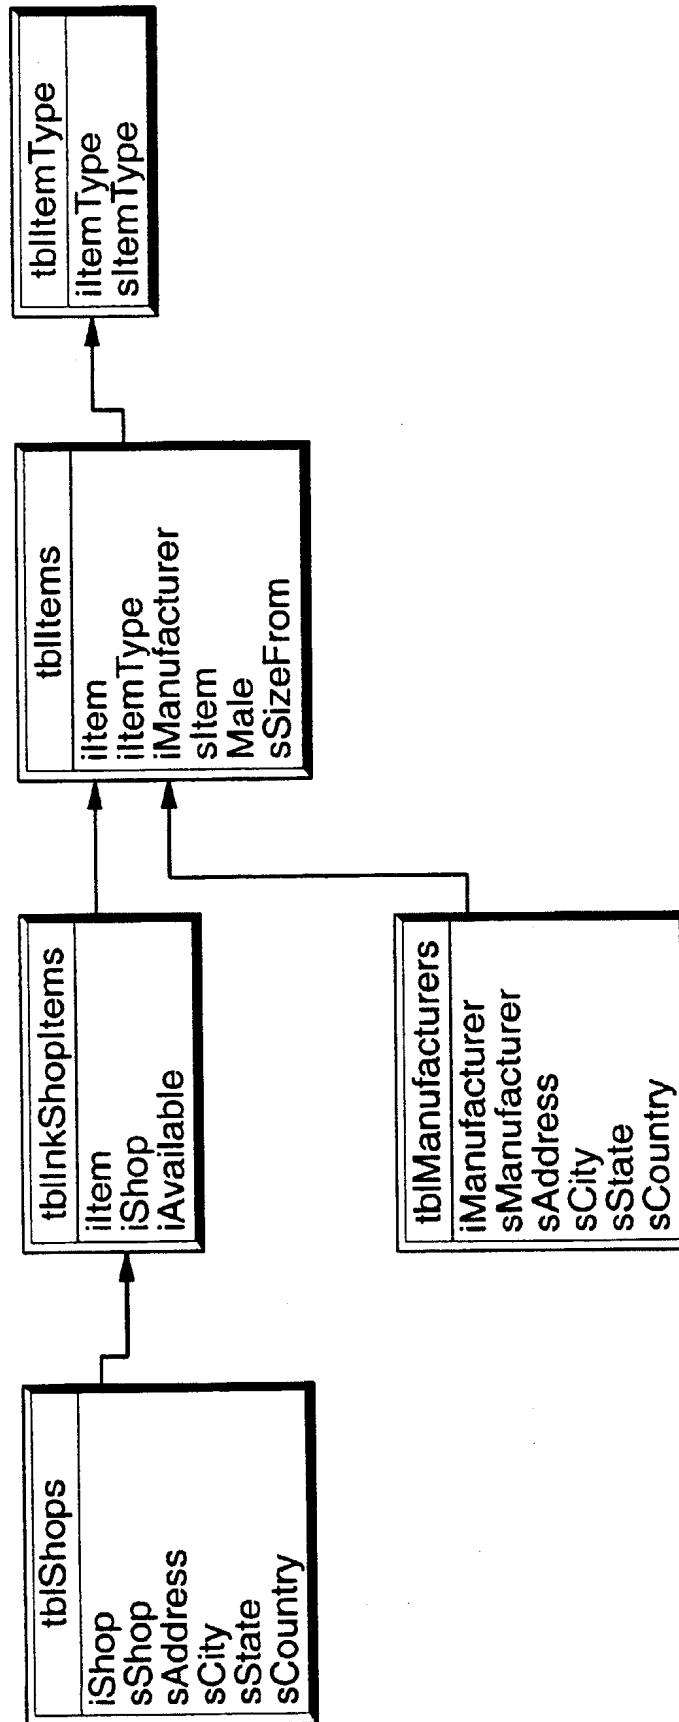 tblShops
iShop
sShop
sAddress
sCity
sState
sCountry
tbllnkShopItems
iItem
iShop
iAvailable
tblItems
iItem
iItemType
iManufacturer
sItem
Male
sSizeFrom
tblItemType
iItemType
sItemType
tblManufacturers
iManufacturer
sManufacturer
sAddress
sCity
sState
sCountry